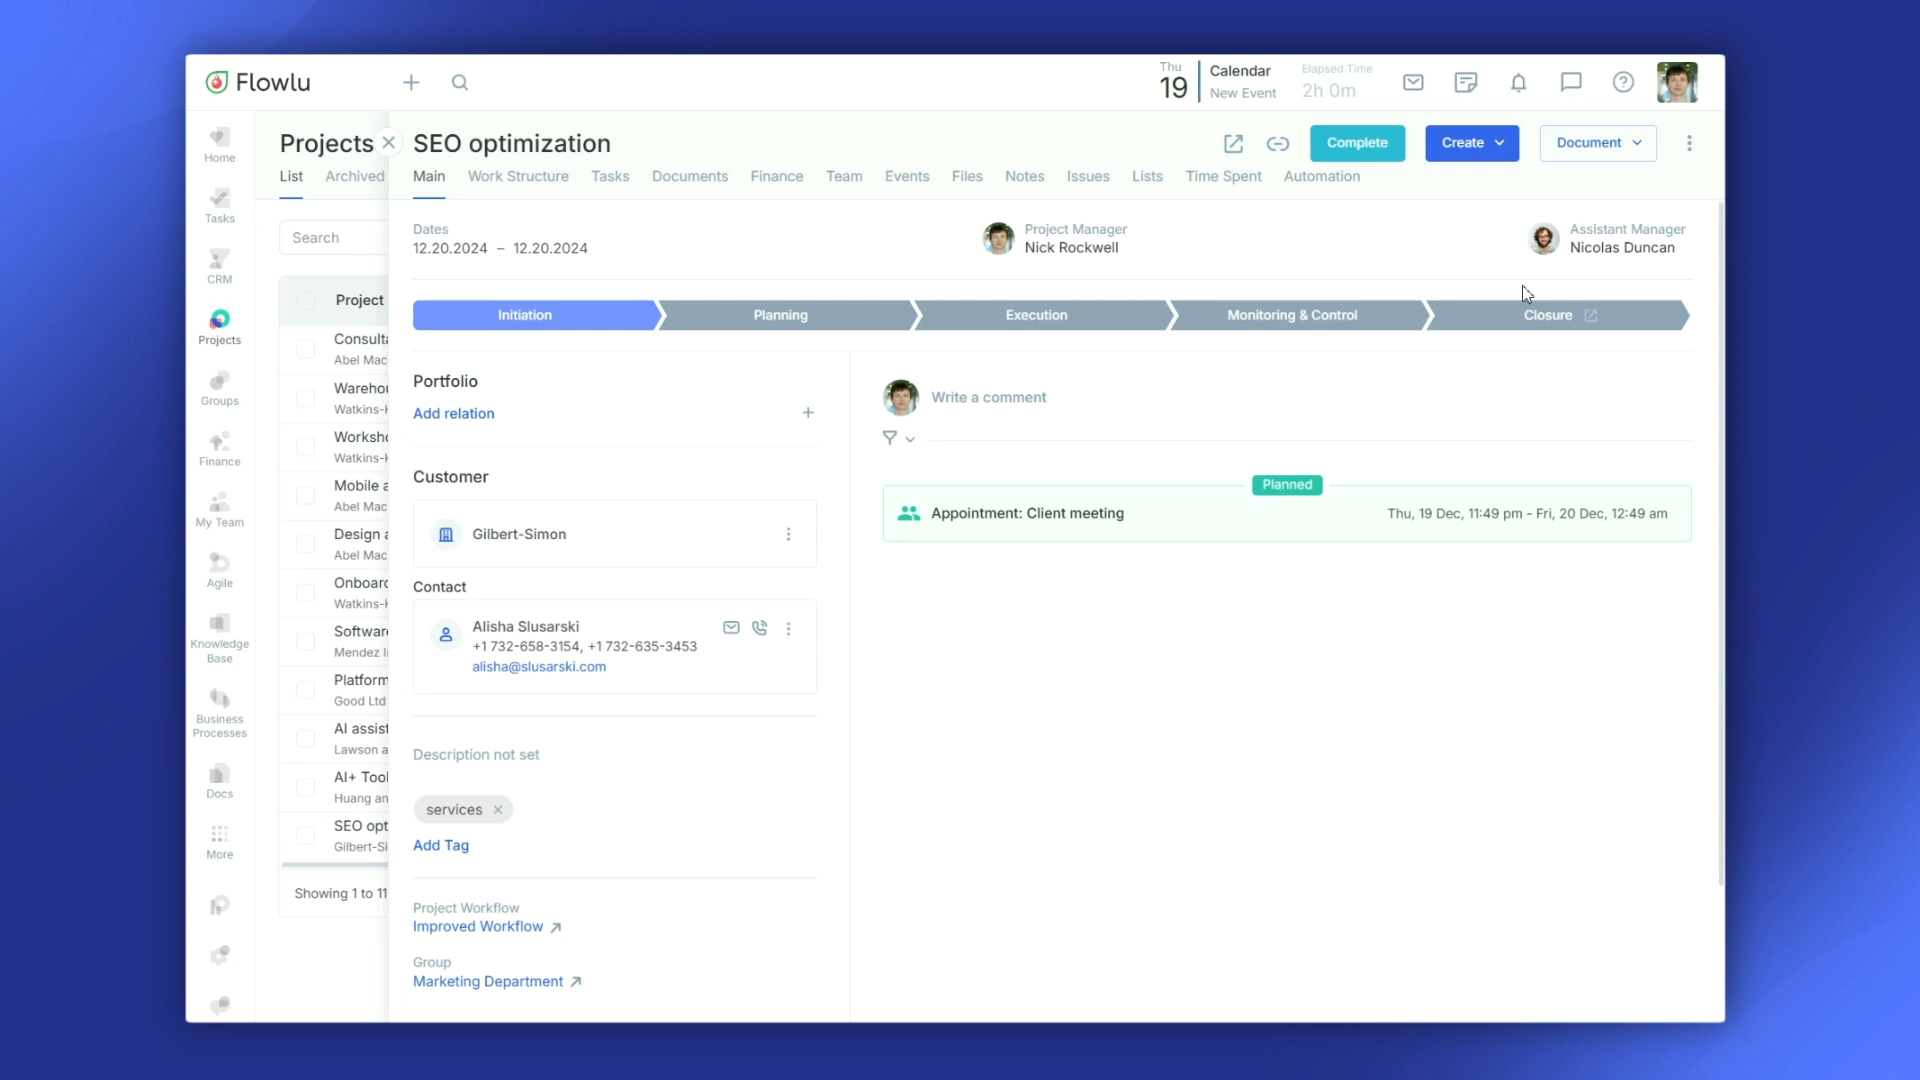 Flowlu
Thu
19
Calendar
New Event
Elapsed Time
2h 0m
Home
Tasks
CRM
Projects
Groups
Finance
My Team
Agile
Knowledge
Base
Business
Processes
Docs
More
Projects
List Archived
Search
Project
Consulta
Abel Mac
Warehou
Watkins-H
Worksho
Watkins-H
Mobile a
Abel Mac
Design a
Abel Mac
Onboard
Watkins-H
Software
Mendez I
Platform
Good Ltd
AI assist
Lawson a
AI+ Tool
Huang an
SEO opt
Gilbert-Si
Showing 1 to 11
SEO optimization
Complete
Create
Document
Main Work Structure Tasks Documents Finance Team Events Files Notes Issues Lists Time Spent Automation
Dates
12.20.2024 – 12.20.2024
Project Manager
Nick Rockwell
Assistant Manager
Nicolas Duncan
Initiation Planning Execution Monitoring & Control Closure
Portfolio
Add relation
Customer
Gilbert-Simon
Contact
Alisha Slusarski
+1 732-658-3154, +1 732-635-3453
alisha@slusarski.com
Description not set
services
Add Tag
Project Workflow
Improved Workflow
Group
Marketing Department
Write a comment
Planned
Appointment: Client meeting
Thu, 19 Dec, 11:49 pm - Fri, 20 Dec, 12:49 am